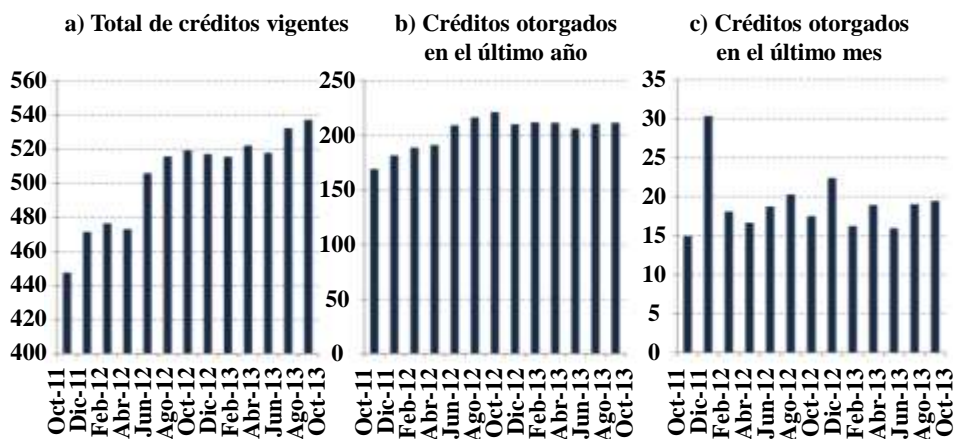 a) Total de créditos vigentes
560
540
520
500
480
460
440
420
400
Oct-11
Dic-11
Feb-12
Abr-12
Jun-12
Ago-12
Oct-12
Dic-12
Feb-13
Abr-13
Jun-13
Ago-13
Oct-13
b) Créditos otorgados
en el último año
250
200
150
100
50
0
Oct-11
Dic-11
Feb-12
Abr-12
Jun-12
Ago-12
Oct-12
Dic-12
Feb-13
Abr-13
Jun-13
Ago-13
Oct-13
c) Créditos otorgados
en el último mes
35
30
25
20
15
10
5
0
Oct-11
Dic-11
Feb-12
Abr-12
Jun-12
Ago-12
Oct-12
Dic-12
Feb-13
Abr-13
Jun-13
Ago-13
Oct-13